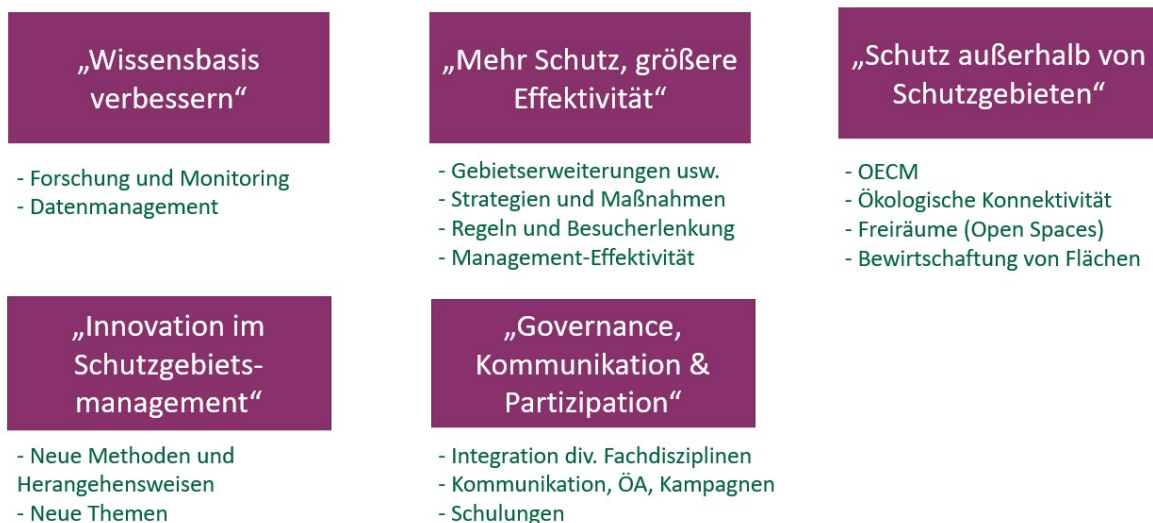 „Wissensbasis
verbessern“
- Forschung und Monitoring
- Datenmanagement
„Mehr Schutz, größere
Effektivität“
- Gebietserweiterungen usw.
- Strategien und Maßnahmen
- Regeln und Besucherlenkung
- Management-Effektivität
„Schutz außerhalb von
Schutzgebieten“
- OECM
- Ökologische Konnektivität
- Freiräume (Open Spaces)
- Bewirtschaftung von Flächen
„Innovation im
Schutzgebiets-
management“
- Neue Methoden und
Herangehensweisen
- Neue Themen
„Governance,
Kommunikation &
Partizipation“
- Integration div. Fachdisziplinen
- Kommunikation, ÖA, Kampagnen
- Schulungen